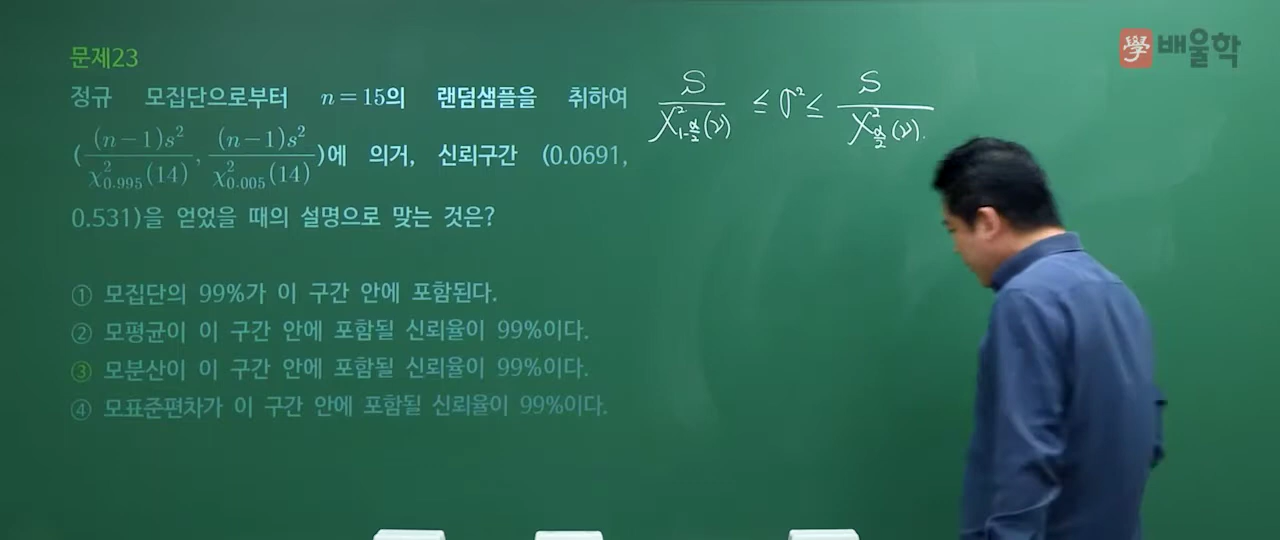 문제23
정규 모집단으로부터 n=15의 랜덤샘플을 취하여
((n-1)s²/χ²₀.₉₉₅(14), (n-1)s²/χ²₀.₀₀₅(14))에 의거, 신뢰구간 (0.0691,
0.531)을 얻었을 때의 설명으로 맞는 것은?
① 모집단의 99%가 이 구간 안에 포함된다.
② 모평균이 이 구간 안에 포함될 신뢰율이 99%이다.
③ 모분산이 이 구간 안에 포함될 신뢰율이 99%이다.
④ 모표준편차가 이 구간 안에 포함될 신뢰율이 99%이다.
S/χ²_{1-α/2}(ν) ≤ σ² ≤ S/χ²_{α/2}(ν).
學 배울학